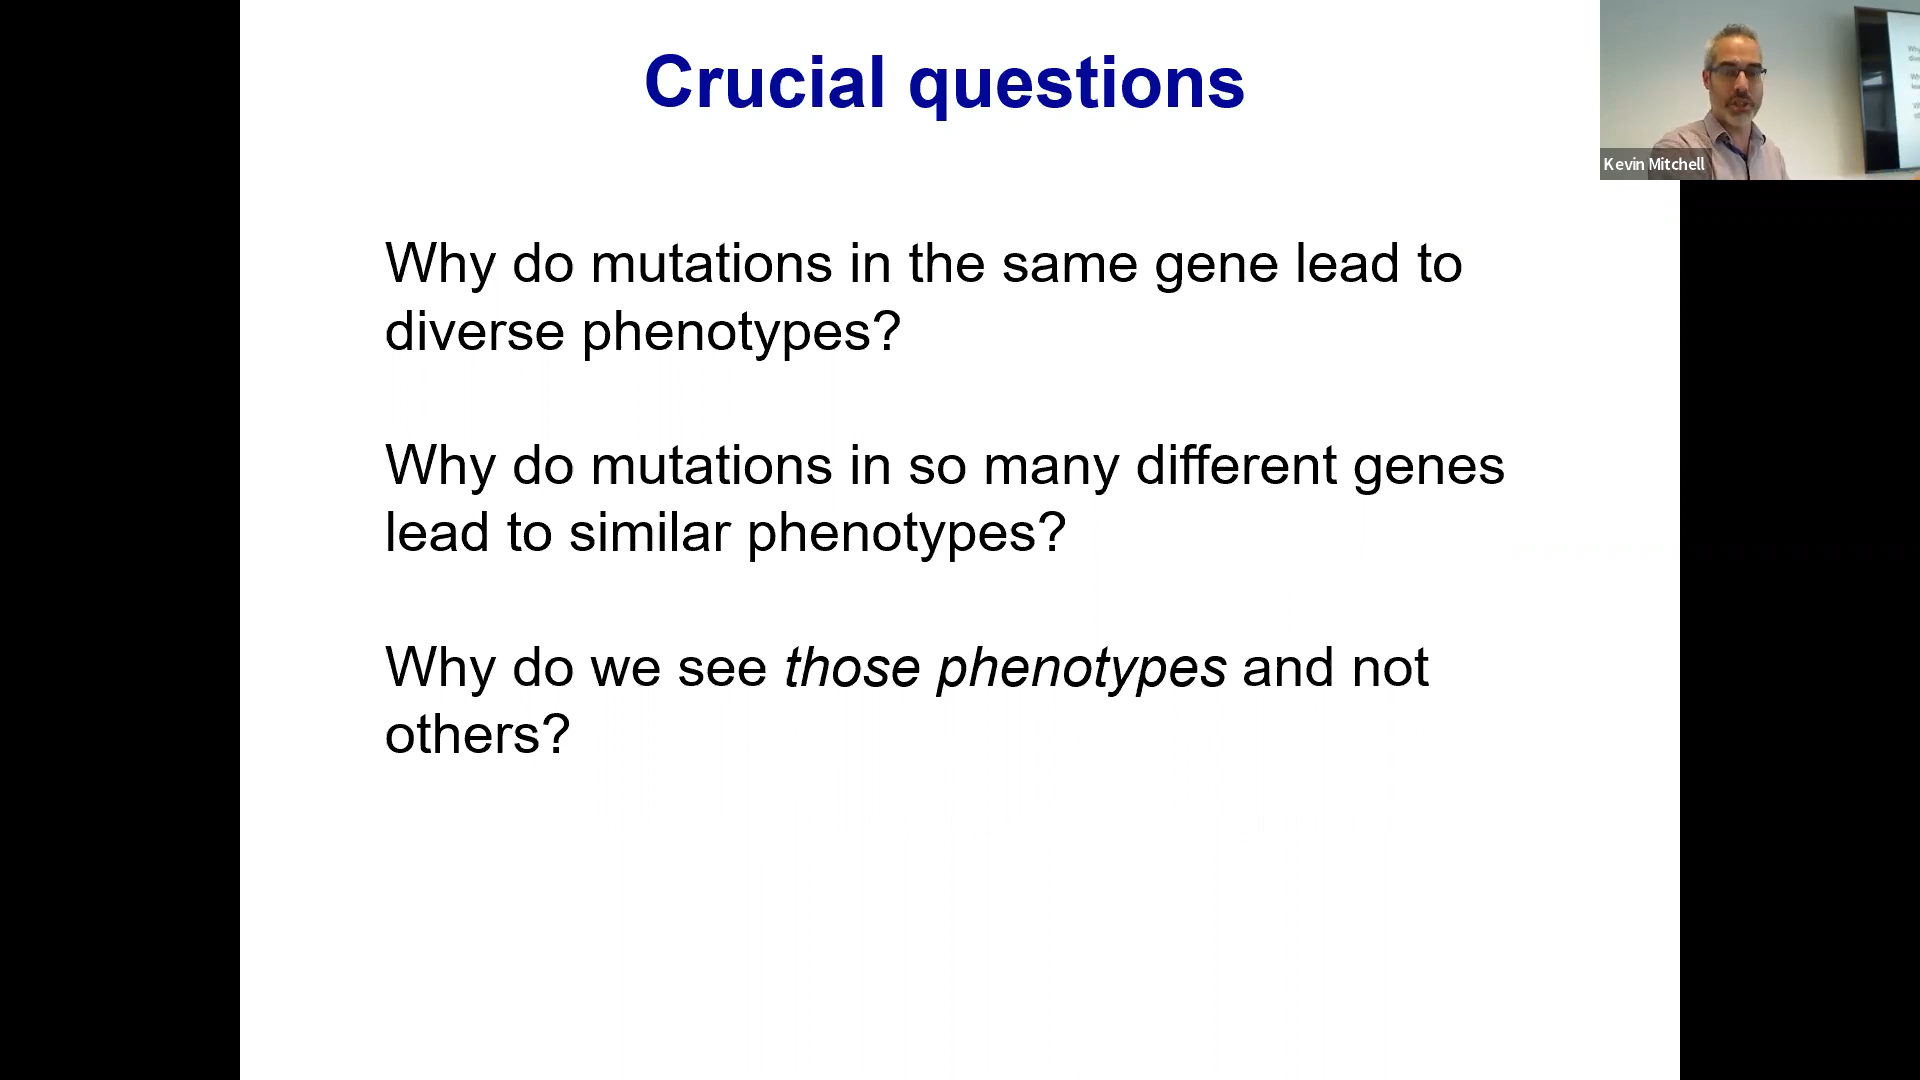 Crucial questions
Why do mutations in the same gene lead to
diverse phenotypes?
Why do mutations in so many different genes
lead to similar phenotypes?
Why do we see those phenotypes and not
others?
Kevin Mitchell